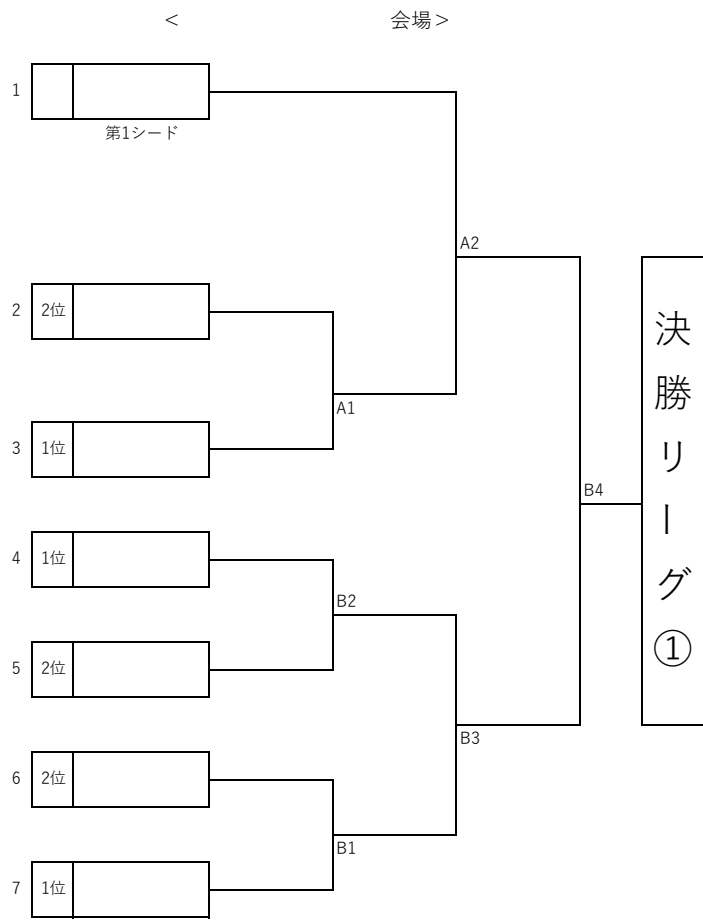 < 会場>
1
第1シード
A2
2 2位
A1
3 1位
B4
4 1位
B2
5 2位
B3
6 2位
B1
7 1位
決勝リーグ①